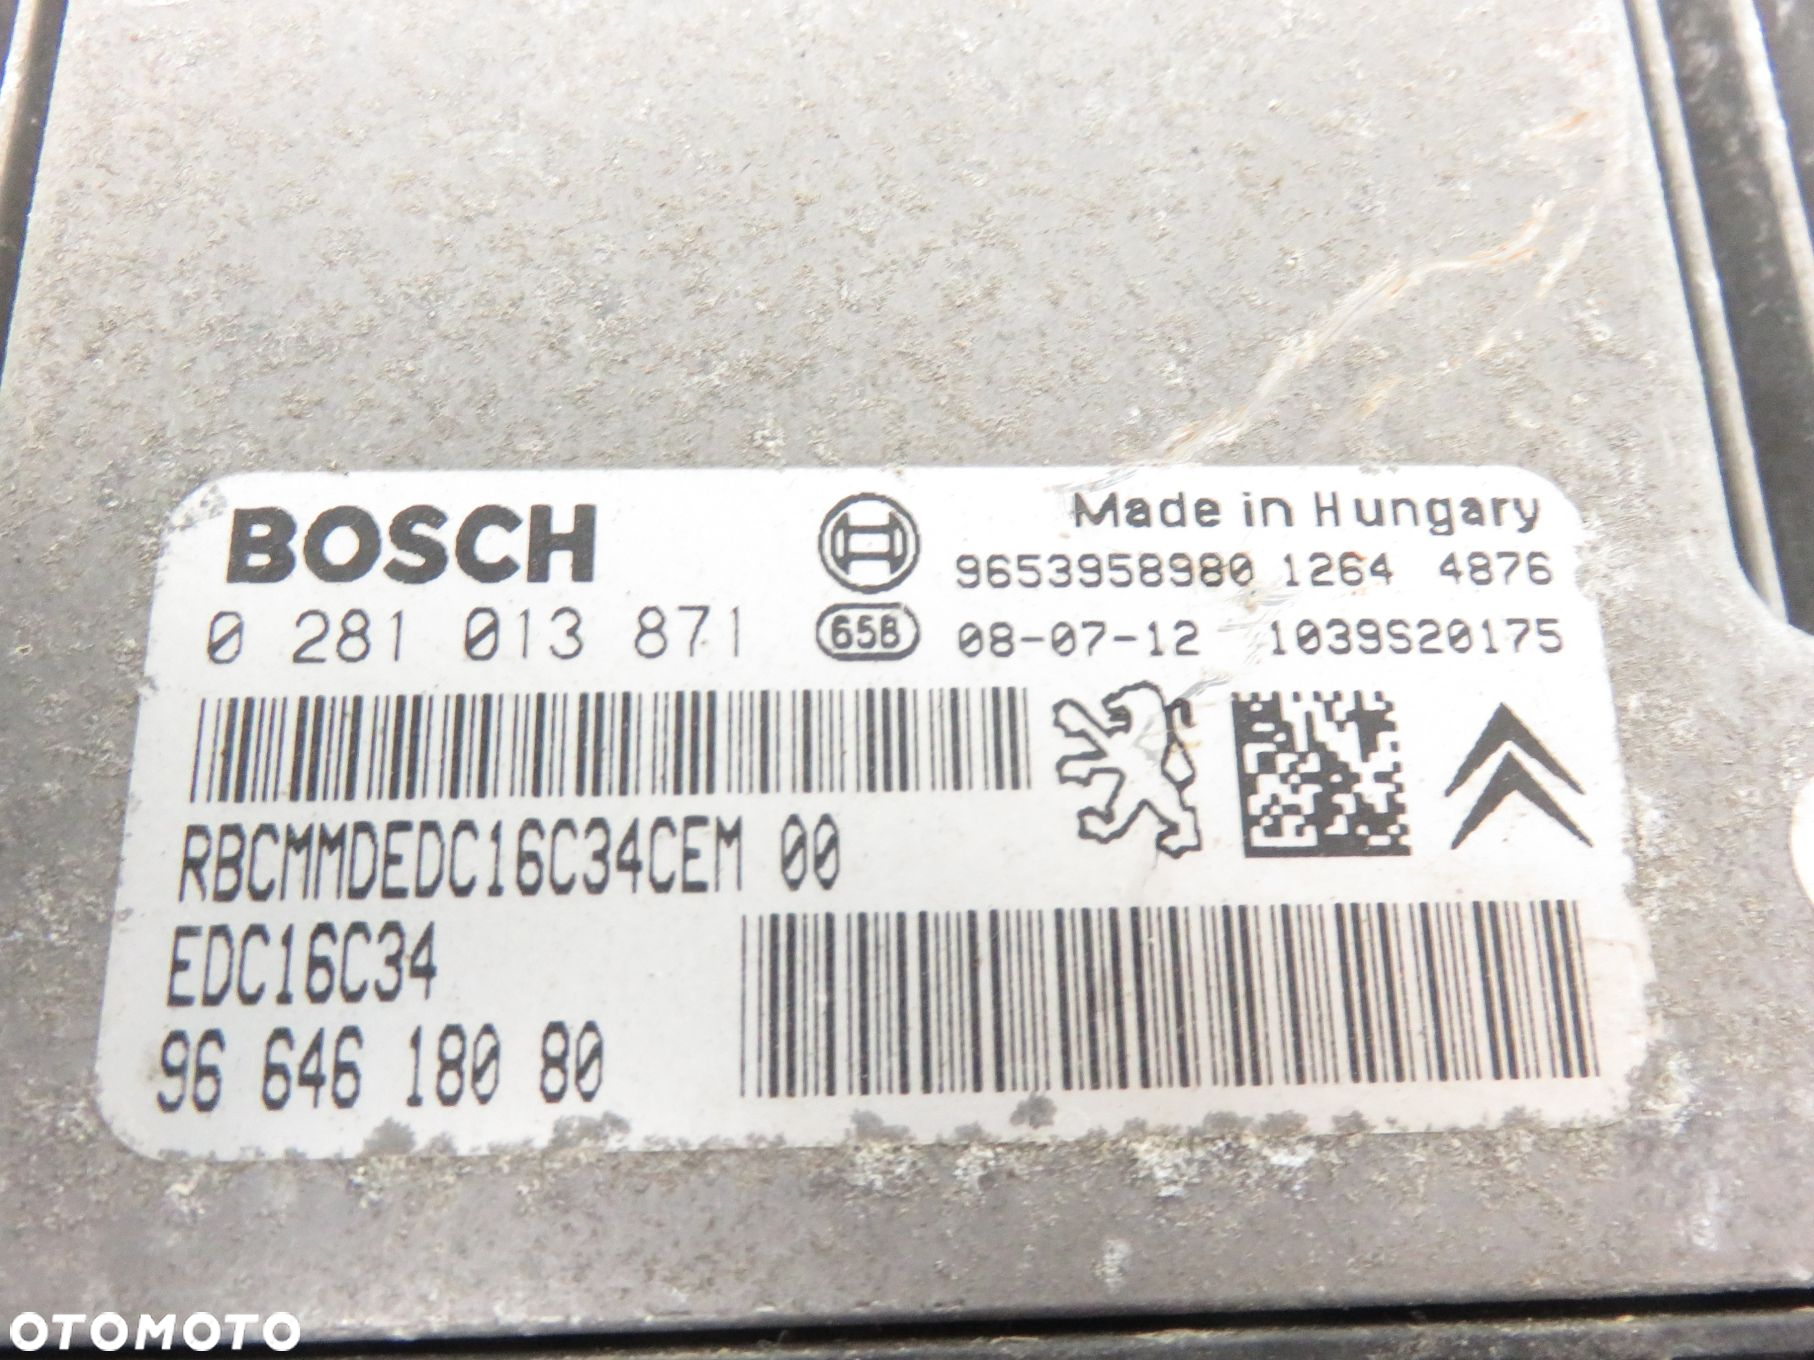 BOSCH
Made in Hungary
9653958980 1264 4876
0 281 013 871
658
08-07-12 1039S20175
RBCMMDEDC16C34CEM 00
EDC16C34
96 646 180 80
OTOMOTO